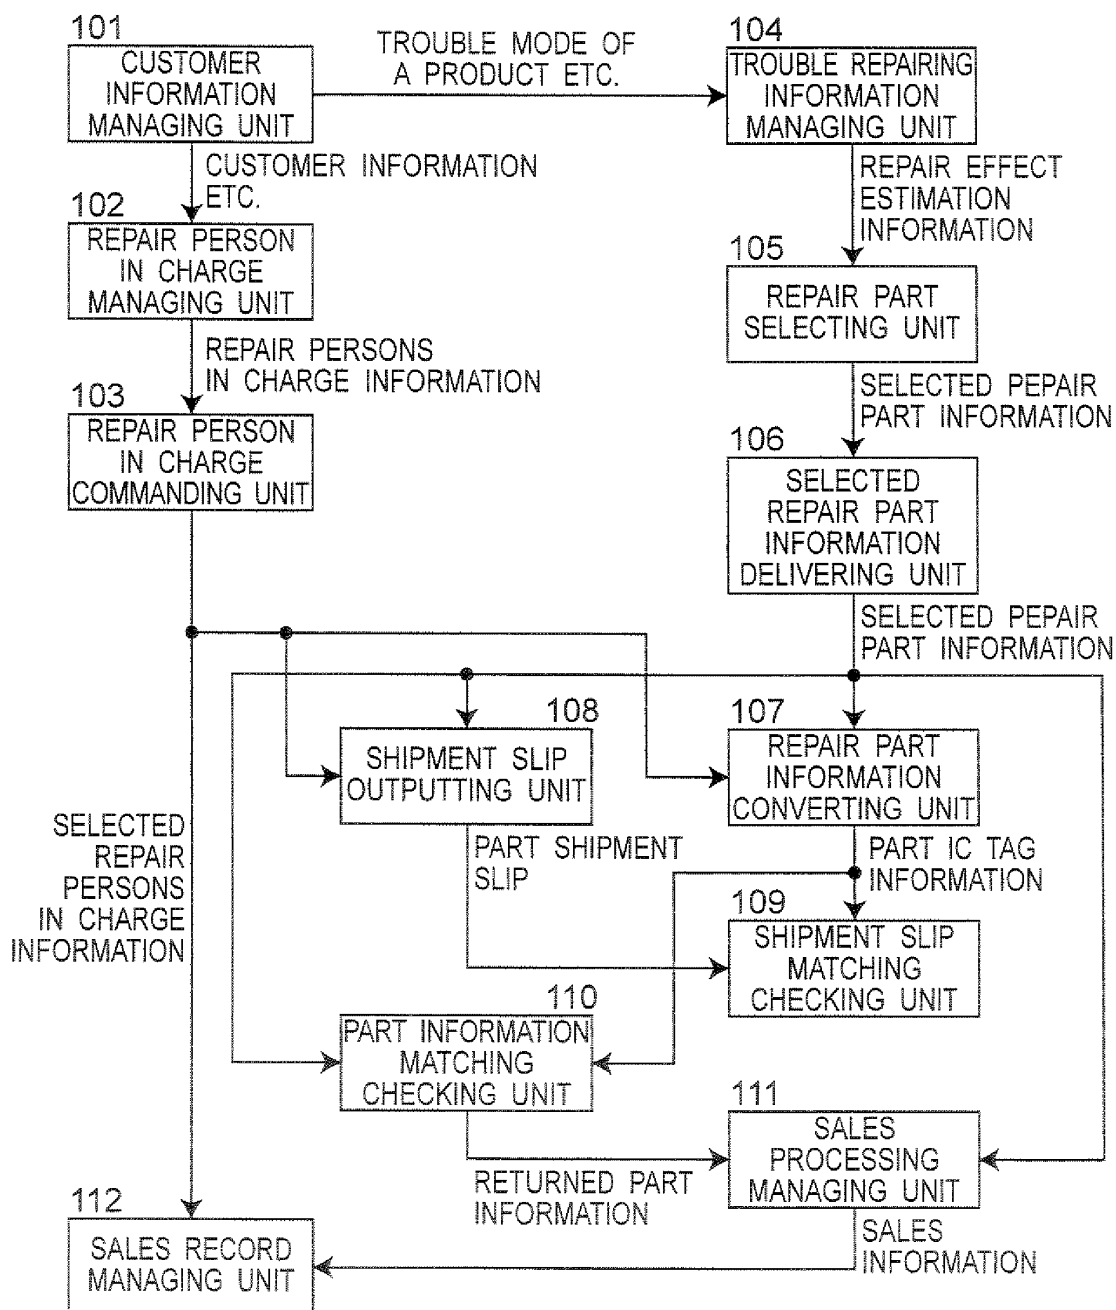 101
CUSTOMER
INFORMATION
MANAGING UNIT
TROUBLE MODE OF
A PRODUCT ETC.
104
TROUBLE REPAIRING
INFORMATION
MANAGING UNIT
CUSTOMER INFORMATION
ETC.
REPAIR EFFECT
ESTIMATION
INFORMATION
102
REPAIR PERSON
IN CHARGE
MANAGING UNIT
105
REPAIR PART
SELECTING UNIT
REPAIR PERSONS
IN CHARGE INFORMATION
SELECTED PEPAIR
PART INFORMATION
103
REPAIR PERSON
IN CHARGE
COMMANDING UNIT
106
SELECTED
REPAIR PART
INFORMATION
DELIVERING UNIT
SELECTED PEPAIR
PART INFORMATION
108
SHIPMENT SLIP
OUTPUTTING UNIT
107
REPAIR PART
INFORMATION
CONVERTING UNIT
SELECTED
REPAIR
PERSONS
IN CHARGE
INFORMATION
PART SHIPMENT
SLIP
PART IC TAG
INFORMATION
109
SHIPMENT SLIP
MATCHING
CHECKING UNIT
110
PART INFORMATION
MATCHING
CHECKING UNIT
111
SALES
PROCESSING
MANAGING UNIT
RETURNED PART
INFORMATION
112
SALES RECORD
MANAGING UNIT
SALES
INFORMATION